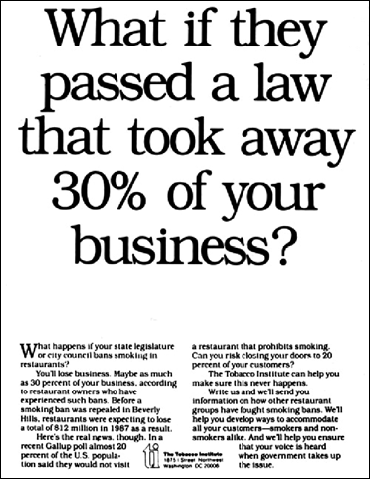 What if they
passed a law
that took away
30% of your
business?
What happens if your state legislature
or city council bans smoking in
restaurants?
You'll lose business. Maybe as much
as 30 percent of your business, according
to restaurant owners who have
experienced such bans. Before a
smoking ban was repealed in Beverly
Hills, restaurants were expecting to lose
a total of $12 million in 1987 as a result.
Here's the real news, though. In a
recent Gallup poll almost 20
percent of the U.S. popula-
tion said they would not visit
a restaurant that prohibits smoking.
Can you risk closing your doors to 20
percent of your customers?
The Tobacco Institute can help you
make sure this never happens.
Write us and we'll send you
information on how other restaurant
groups have fought smoking bans. We'll
help you develop ways to accommodate
all your customers—smokers and non-
smokers alike. And we'll help you ensure
that your voice is heard
when government takes up
the issue.
The Tobacco Institute
1875 I Street Northwest
Washington DC 20006